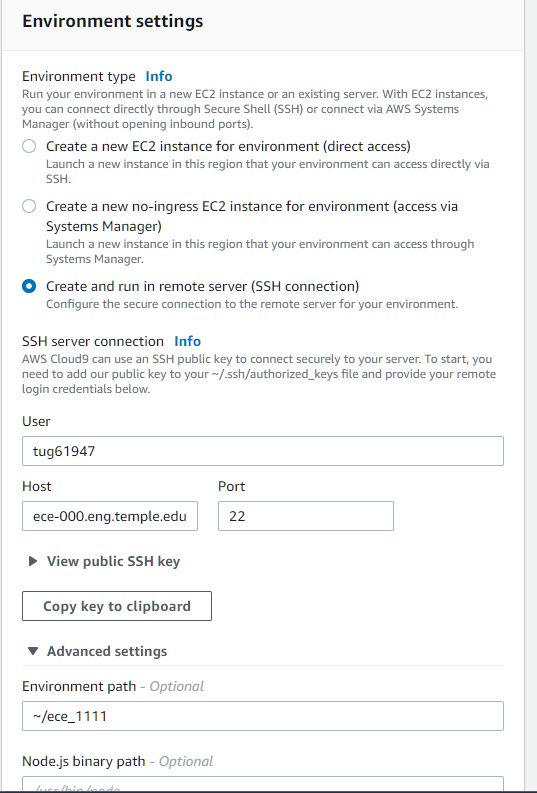 Environment settings
Environment type Info
Run your environment in a new EC2 instance or an existing server. With EC2 instances,
you can connect directly through Secure Shell (SSH) or connect via AWS Systems
Manager (without opening inbound ports).
Create a new EC2 instance for environment (direct access)
Launch a new instance in this region that your environment can access directly via
SSH.
Create a new no-ingress EC2 instance for environment (access via
Systems Manager)
Launch a new instance in this region that your environment can access through
Systems Manager.
Create and run in remote server (SSH connection)
Configure the secure connection to the remote server for your environment.
SSH server connection Info
AWS Cloud9 can use an SSH public key to connect securely to your server. To start, you
need to add our public key to your ~/.ssh/authorized_keys file and provide your remote
login credentials below.
User
tug61947
Host Port
ece-000.eng.temple.edu 22
View public SSH key
Copy key to clipboard
Advanced settings
Environment path - Optional
~/ece_1111
Node.js binary path - Optional
/usr/bin/node